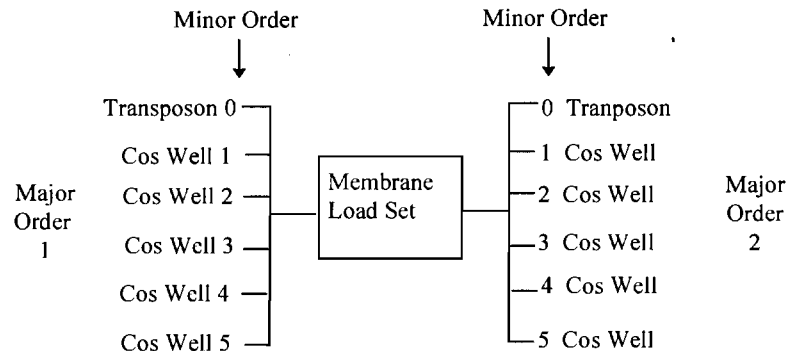 Minor Order
Minor Order
Transposon 0
0 Tranposon
Cos Well 1
1 Cos Well
Cos Well 2
2 Cos Well
Cos Well 3
3 Cos Well
Cos Well 4
4 Cos Well
Cos Well 5
5 Cos Well
Major
Order
1
Membrane
Load Set
Major
Order
2